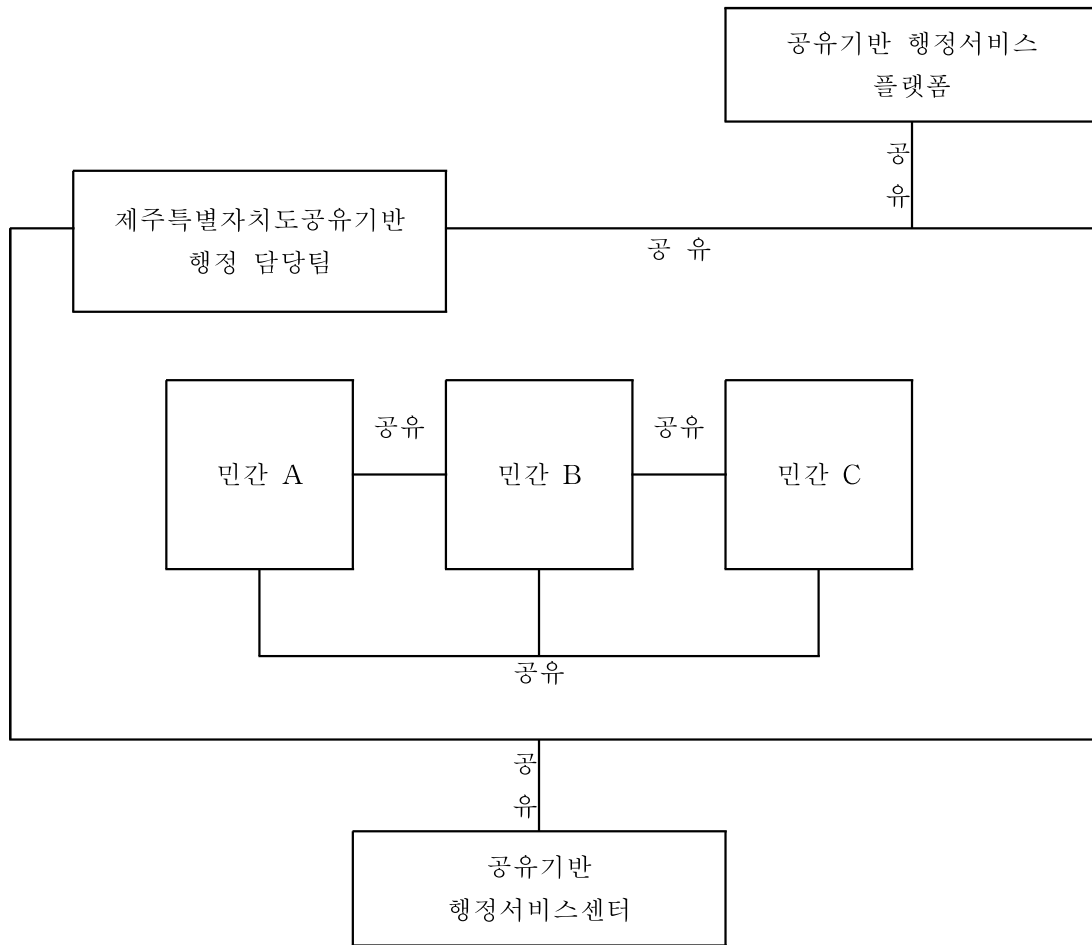 공유기반 행정서비스
플랫폼
공
유
제주특별자치도공유기반
행정 담당팀
공 유
공유
공유
민간 A
민간 B
민간 C
공유
공
유
공유기반
행정서비스센터